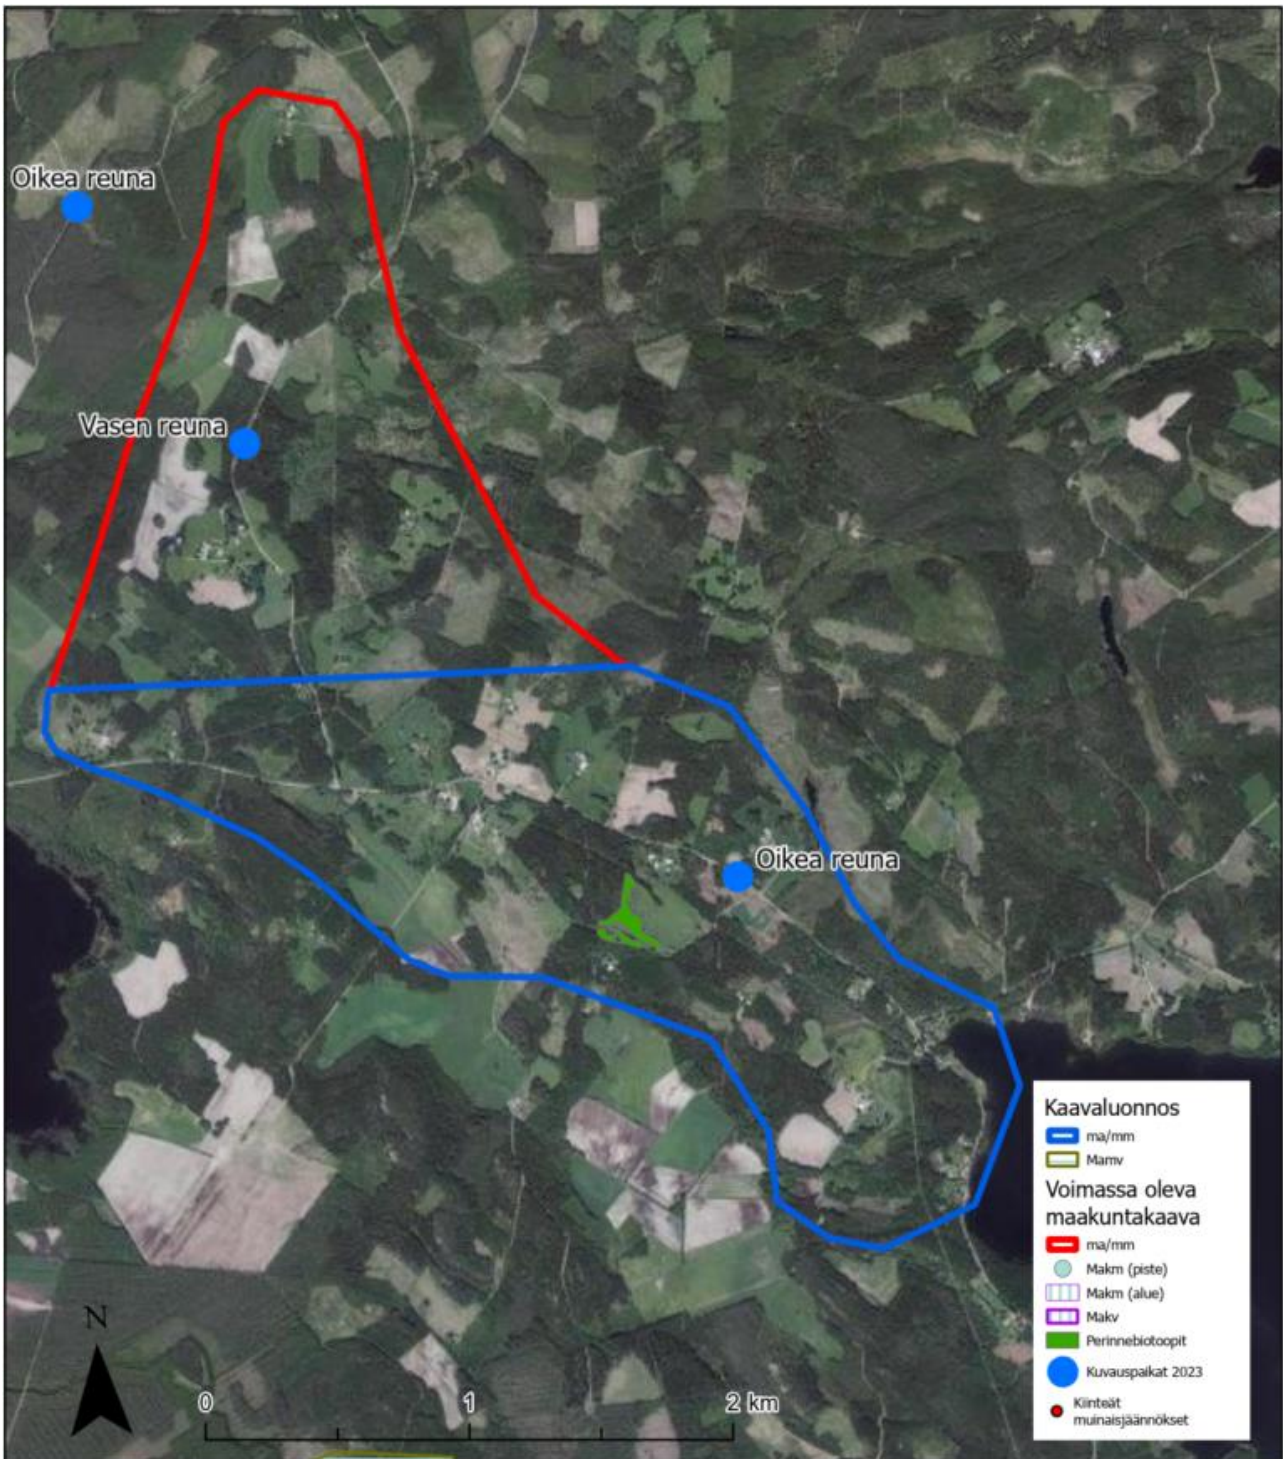 Oikea reuna
Vasen reuna
Oikea reuna
Kaavaluonnos
ma/mm
Mamv
Voimassa oleva
maakuntakaava
ma/mm
Makm (piste)
Makm (alue)
Makv
Perinnebiotoopit
Kuvauspaikat 2023
Kiinteät
muinaisjäännökset
N
0 1 2 km